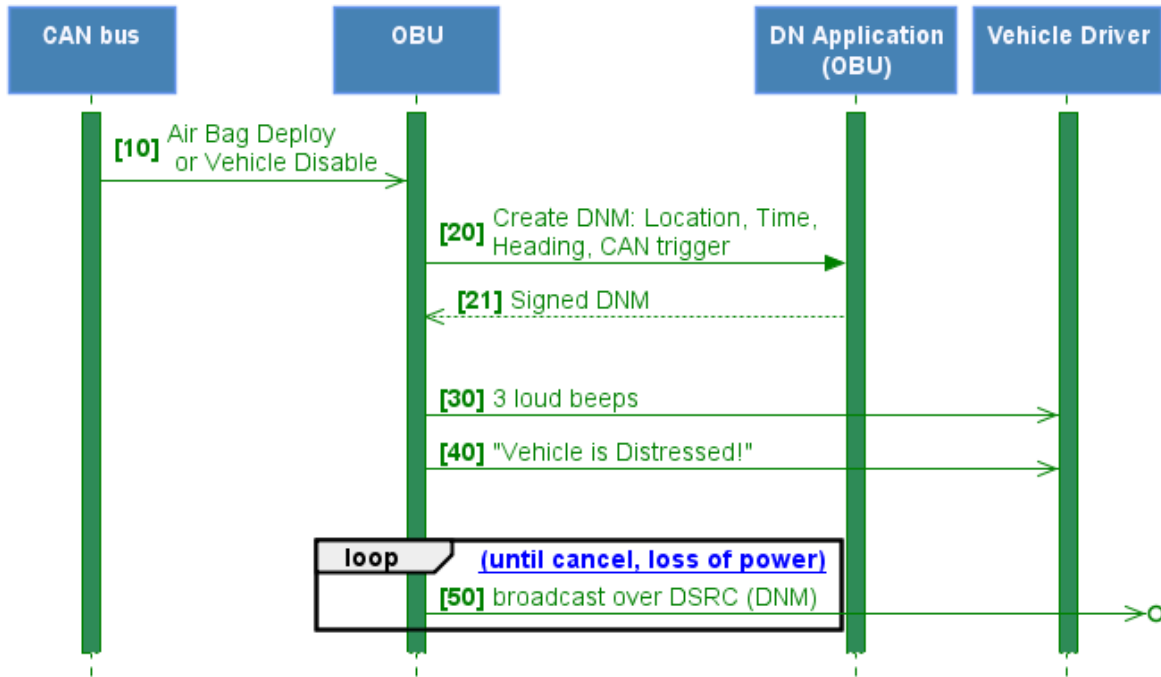 CAN bus
OBU
DN Application
(OBU)
Vehicle Driver
[10] Air Bag Deploy
or Vehicle Disable
[20] Create DNM: Location, Time,
Heading, CAN trigger
[21] Signed DNM
[30] 3 loud beeps
[40] "Vehicle is Distressed!"
loop
(until cancel, loss of power)
[50] broadcast over DSRC (DNM)